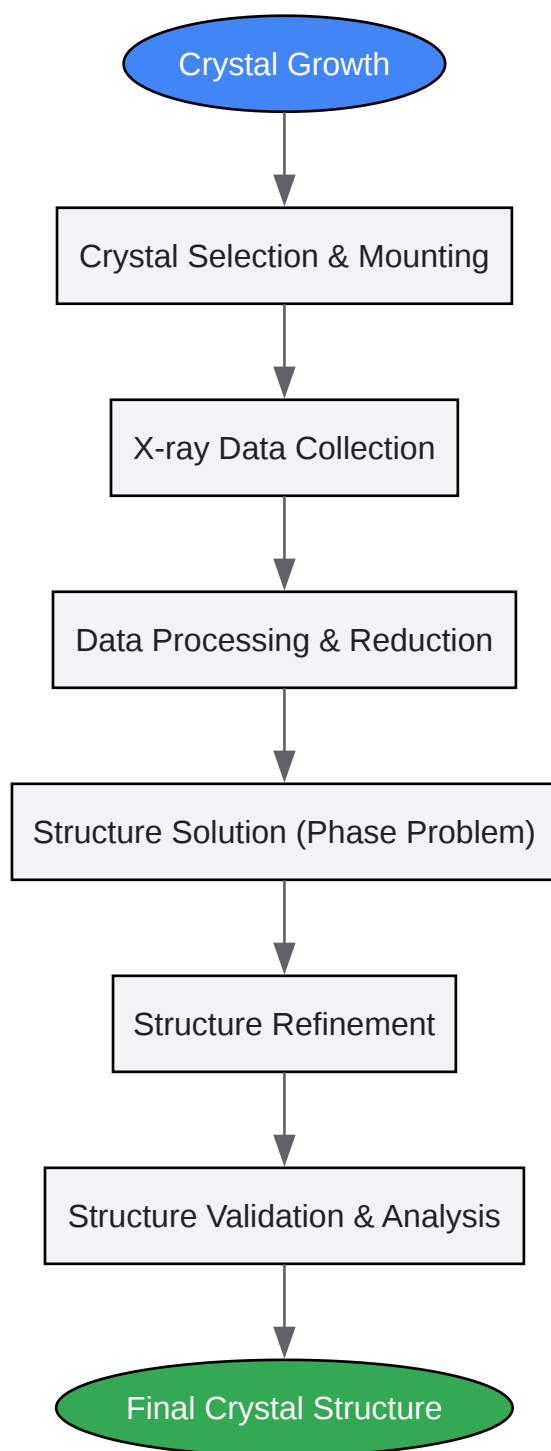 Crystal Growth
Crystal Selection & Mounting
X-ray Data Collection
Data Processing & Reduction
Structure Solution (Phase Problem)
Structure Refinement
Structure Validation & Analysis
Final Crystal Structure